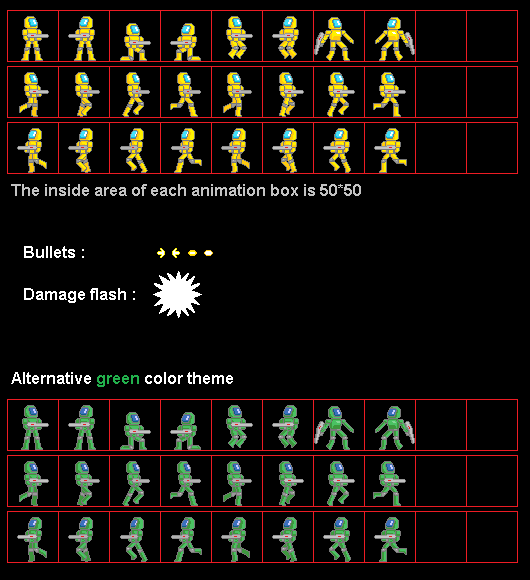 The inside area of each animation box is 50*50
Bullets :
Damage flash :
Alternative green color theme